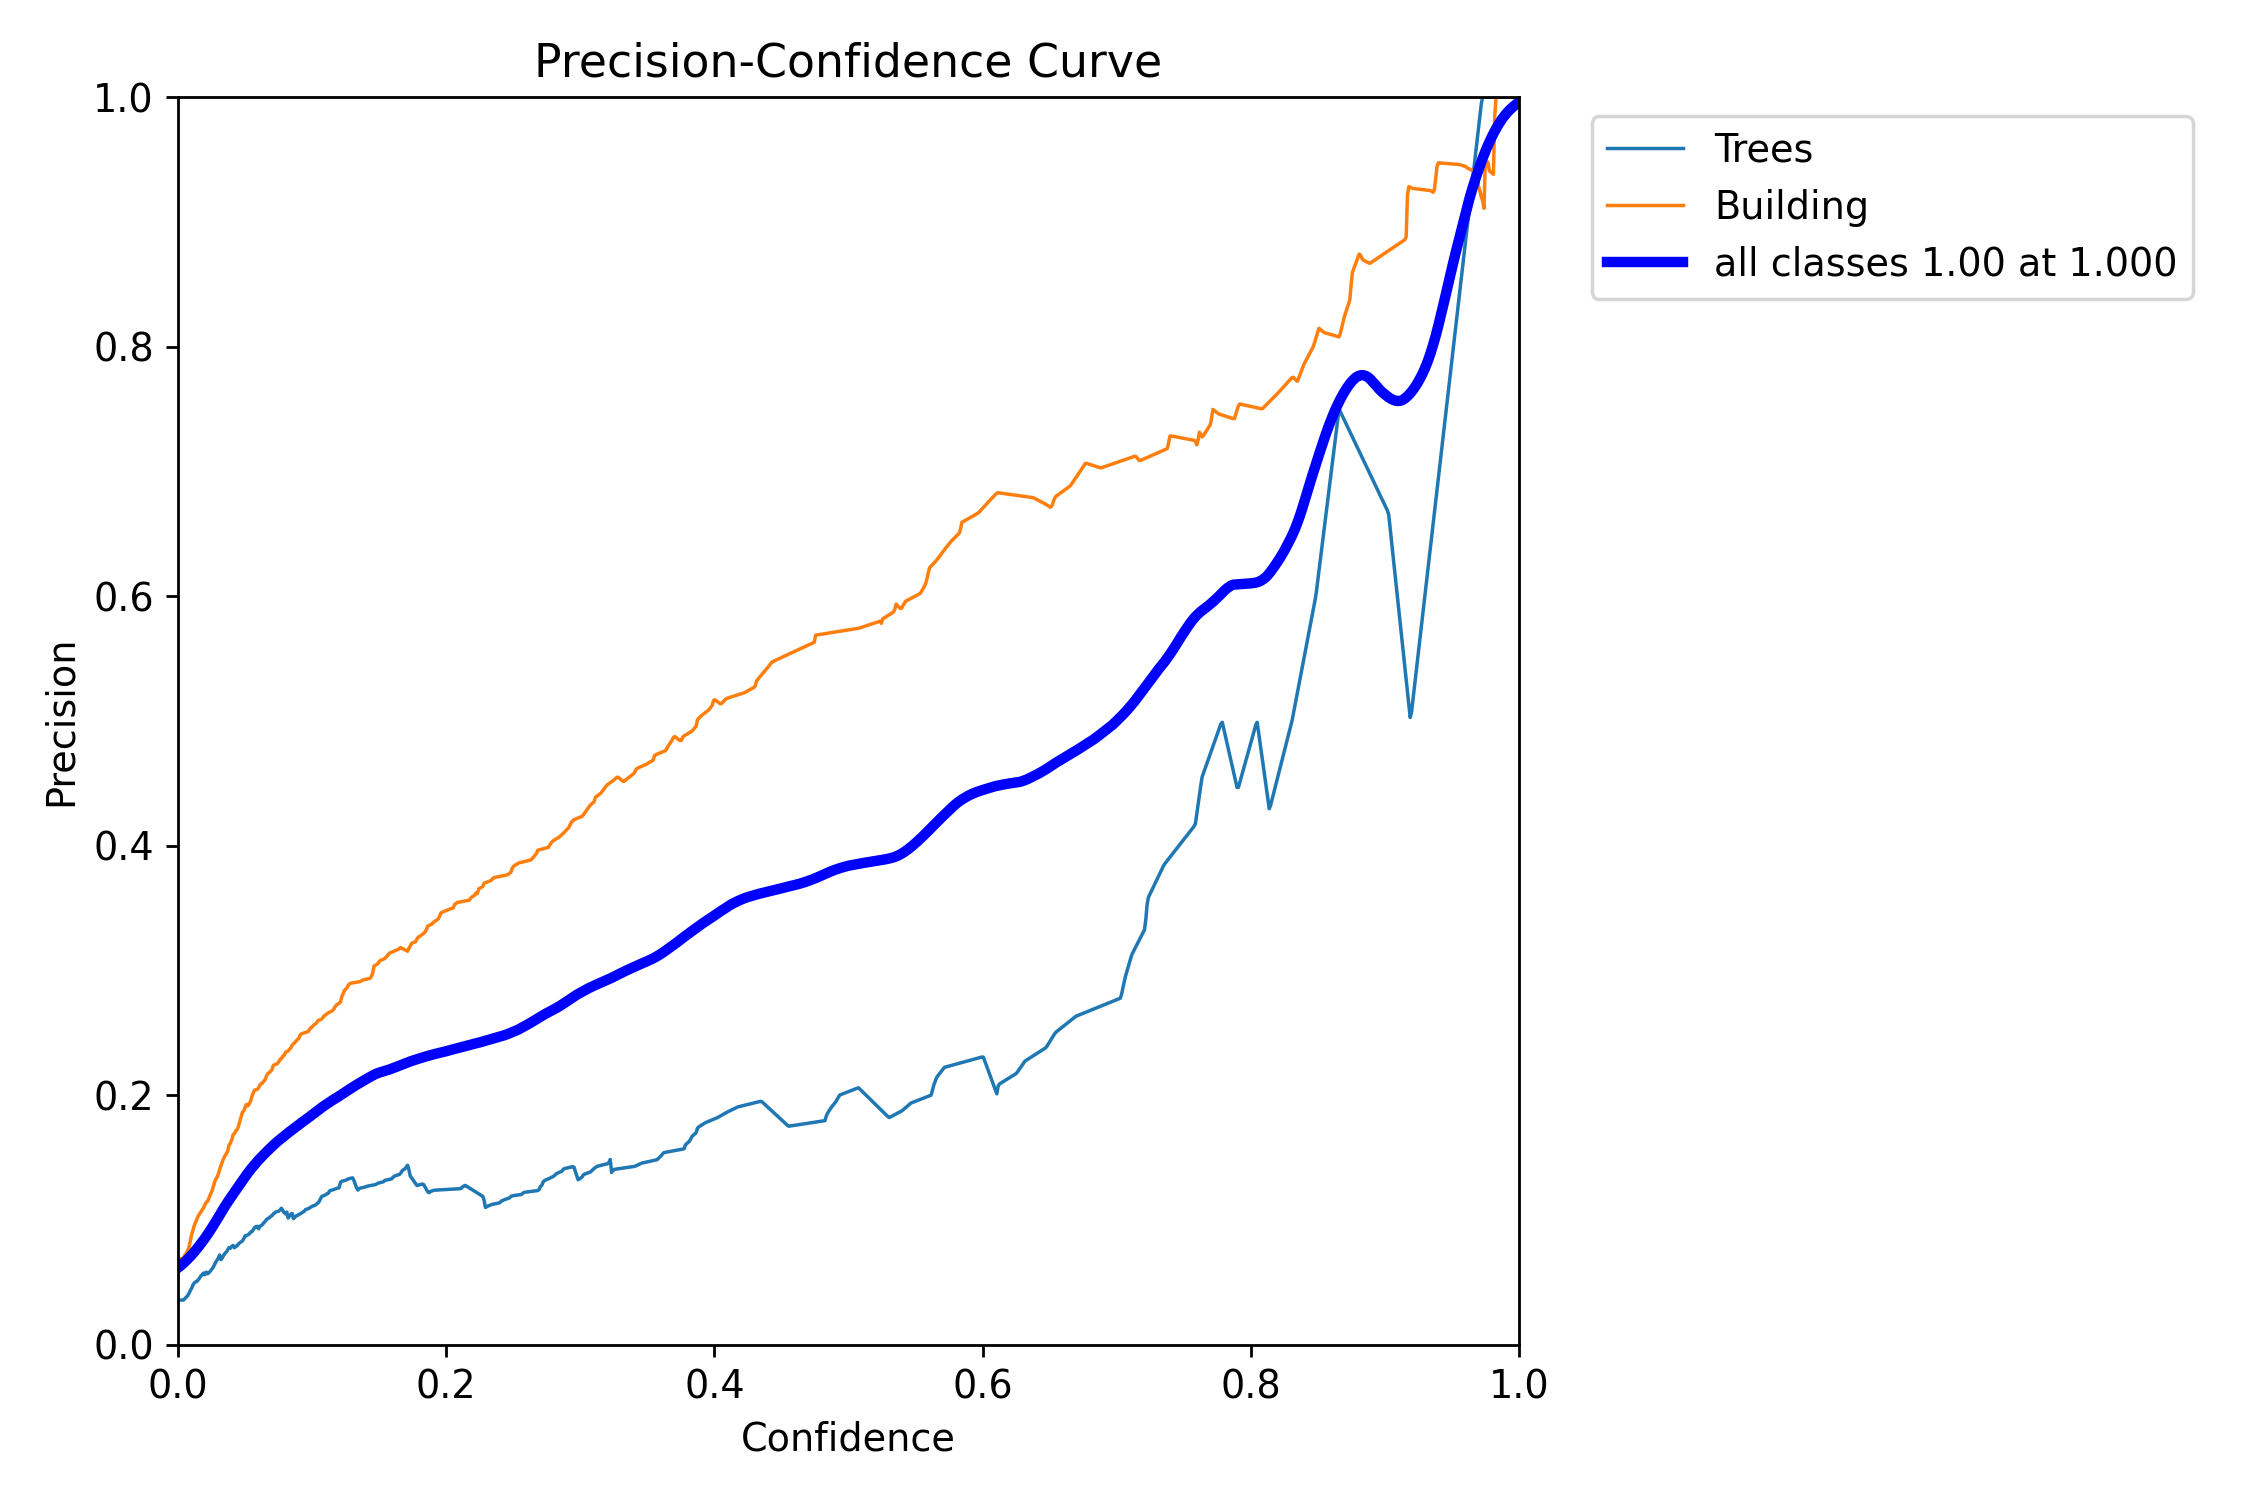 Precision-Confidence Curve
1.0
0.8
0.6
0.4
0.2
0.0
Precision
0.0 0.2 0.4 0.6 0.8 1.0
Confidence
Trees
Building
all classes 1.00 at 1.000